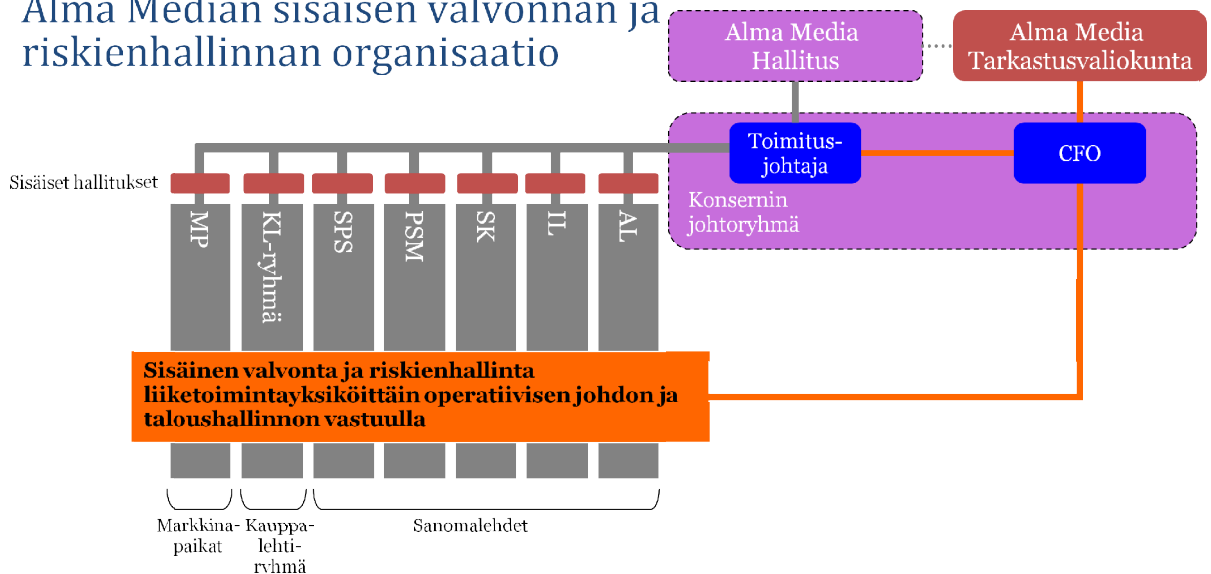 Alma Median sisäisen valvonnan ja
riskienhallinnan organisaatio
Alma Media
Hallitus
Alma Media
Tarkastusvaliokunta
Toimitus-
johtaja
CFO
Konsernin
johtoryhmä
Sisäiset hallitukset
MP
KL-ryhmä
SPS
PSM
SK
IL
AL
Sisäinen valvonta ja riskienhallinta
liiketoimintayksiköittäin operatiivisen johdon ja
taloushallinnon vastuulla
Markkina-
paikat
Kauppa-
lehti-
ryhmä
Sanomalehdet